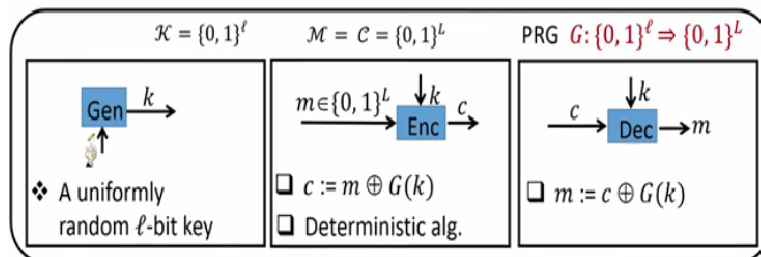 𝒦 = {0, 1}^ℓ
ℳ = 𝒞 = {0, 1}^L
PRG G: {0, 1}^ℓ ⇒ {0, 1}^L
Gen
k
❖ A uniformly
random ℓ-bit key
m∈{0, 1}^L
k
Enc
c
❑ c := m ⊕ G(k)
❑ Deterministic alg.
c
k
Dec
m
❑ m := c ⊕ G(k)